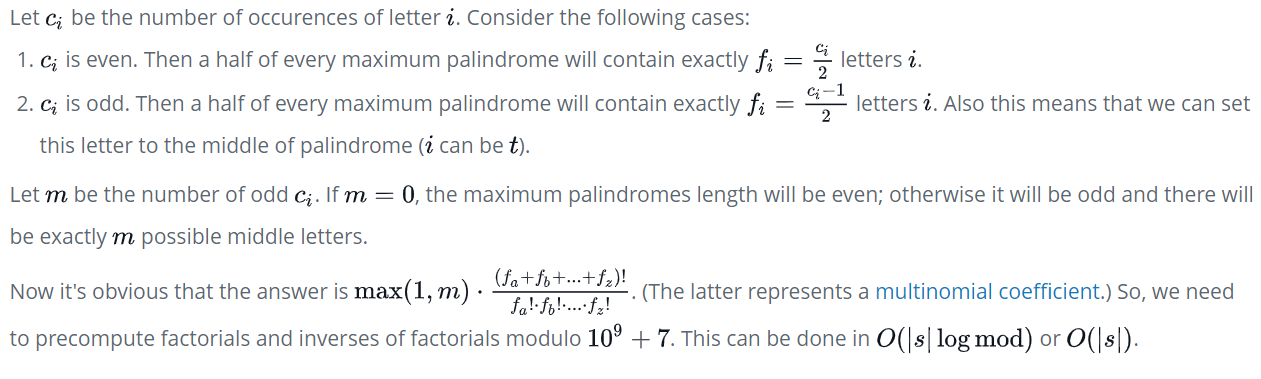 Let $c_i$ be the number of occurences of letter $i$. Consider the following cases:
1. $c_i$ is even. Then a half of every maximum palindrome will contain exactly $f_i = \frac{c_i}{2}$ letters $i$.
2. $c_i$ is odd. Then a half of every maximum palindrome will contain exactly $f_i = \frac{c_i-1}{2}$ letters $i$. Also this means that we can set
this letter to the middle of palindrome ($i$ can be $t$).
Let $m$ be the number of odd $c_i$. If $m = 0$, the maximum palindromes length will be even; otherwise it will be odd and there will
be exactly $m$ possible middle letters.
Now it's obvious that the answer is $\max(1, m) \cdot \frac{(f_a+f_b+\ldots+f_z)!}{f_a! \cdot f_b! \cdot \ldots \cdot f_z!}$. (The latter represents a multinomial coefficient.) So, we need
to precompute factorials and inverses of factorials modulo $10^9 + 7$. This can be done in $O(|s| \log \mathrm{mod})$ or $O(|s|)$.